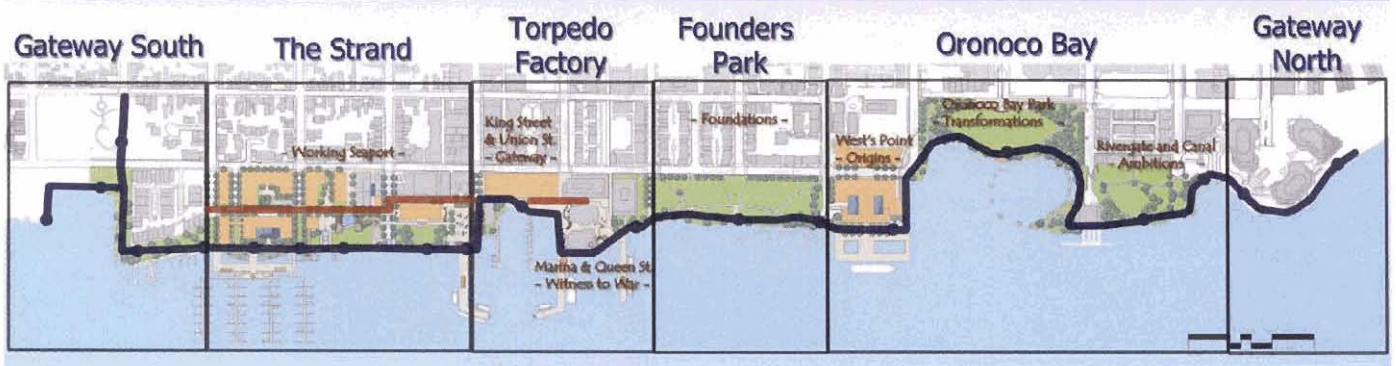 Gateway South
The Strand
Torpedo
Factory
Founders
Park
Oronoco Bay
Gateway
North
- Working Seaport -
King Street
& Union St.
- Gateway -
Marina & Queen St.
- Witness to War -
- Foundations -
West's Point
- Origins -
Oronoco Bay Park
- Transformations
Rivergate and Canal
Ambitions -